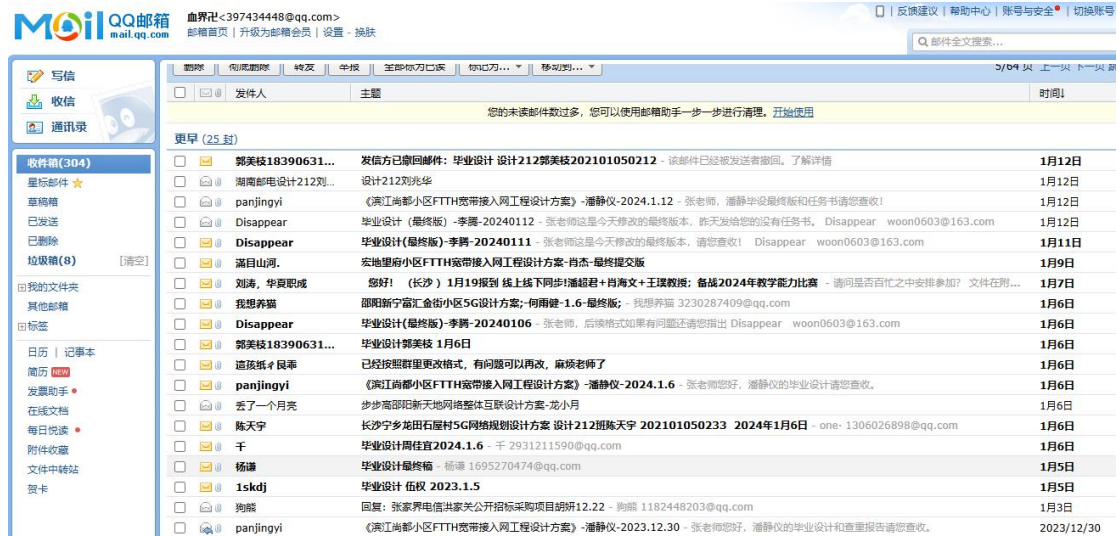 MAil QQ邮箱 mail.qq.com
血界卍<397434448@qq.com>
邮箱首页 | 升级为邮箱会员 | 设置 - 换肤
| 反馈建议 | 帮助中心 | 账号与安全 | 切换账号
邮件全文搜索...
写信
收信
通讯录
收件箱(304)
星标邮件
草稿箱
已发送
已删除
垃圾箱(8) [清空]
我的文件夹
其他邮箱
标签
日历 | 记事本
简历 NEW
发票助手
在线文档
每日悦读
附件收藏
文件中转站
贺卡
删除 彻底删除 转发 举报 全部标为已读 标记为... 移动到...
5/64 页 上一页 下一页
发件人 主题 时间↓
您的未读邮件数过多，您可以使用邮箱助手一步一步进行清理。开始使用
更早 (25 封)
郭美枝18390631... 发信方已撤回邮件：毕业设计 设计212郭美枝202101050212 - 该邮件已经被发送者撤回。了解详情 1月12日
湖南邮电设计212刘... 设计212刘兆华 1月12日
panjingyi 《滨江尚都小区FTTH宽带接入网工程设计方案》-潘静仪-2024.1.12 - 张老师，潘静毕设最终版和任务书请您查收！ 1月12日
Disappear 毕业设计（最终版）-李腾-20240112 - 张老师这是今天修改的最终版本，昨天发给您的没有任务书。 Disappear woon0603@163.com 1月12日
Disappear 毕业设计(最终版)-李腾-20240111 - 张老师这是今天修改的最终版本，请您查收！ Disappear woon0603@163.com 1月11日
满目山河. 宏地望府小区FTTH宽带接入网工程设计方案-肖杰-最终提交版 1月9日
刘涛，华夏职成 您好！ （长沙 ）1月19报到 线上线下同步!潘超君+肖海文+王璞教授；备战2024年教学能力比赛 - 请问是否百忙之中安排参加？ 文件在附... 1月7日
我想养猫 邵阳新宁富汇金街小区5G设计方案;-何雨健-1.6-最终版; - 我想养猫 3230287409@qq.com 1月6日
Disappear 毕业设计(最终版)-李腾-20240106 - 张老师，后续格式如果有问题还请您指出 Disappear woon0603@163.com 1月6日
郭美枝18390631... 毕业设计郭美枝 1月6日 1月6日
這孩纸彳艮乖 已经按照群里更改格式，有问题可以再改，麻烦老师了 1月6日
panjingyi 《滨江尚都小区FTTH宽带接入网工程设计方案》-潘静仪-2024.1.6 - 张老师您好，潘静仪的毕业设计请您查收。 1月6日
丢了一个月亮 步步高邵阳新天地网络整体互联设计方案-龙小月 1月6日
陈天宇 长沙宁乡龙田石屋村5G网络规划设计方案 设计212班陈天宇 202101050233 2024年1月6日 - one· 1306026898@qq.com 1月6日
千 毕业设计周佳宜2024.1.6 - 千 2931211590@qq.com 1月6日
杨谦 毕业设计最终稿 - 杨谦 1695270474@qq.com 1月5日
1skdj 毕业设计 伍权 2023.1.5 1月5日
狗熊 回复：张家界电信洪家关公开招标采购项目胡妍12.22 - 狗熊 1182448203@qq.com 1月3日
panjingyi 《滨江尚都小区FTTH宽带接入网工程设计方案》-潘静仪-2023.12.30 - 张老师您好，潘静仪的毕业设计和查重报告请您查收。 2023/12/30